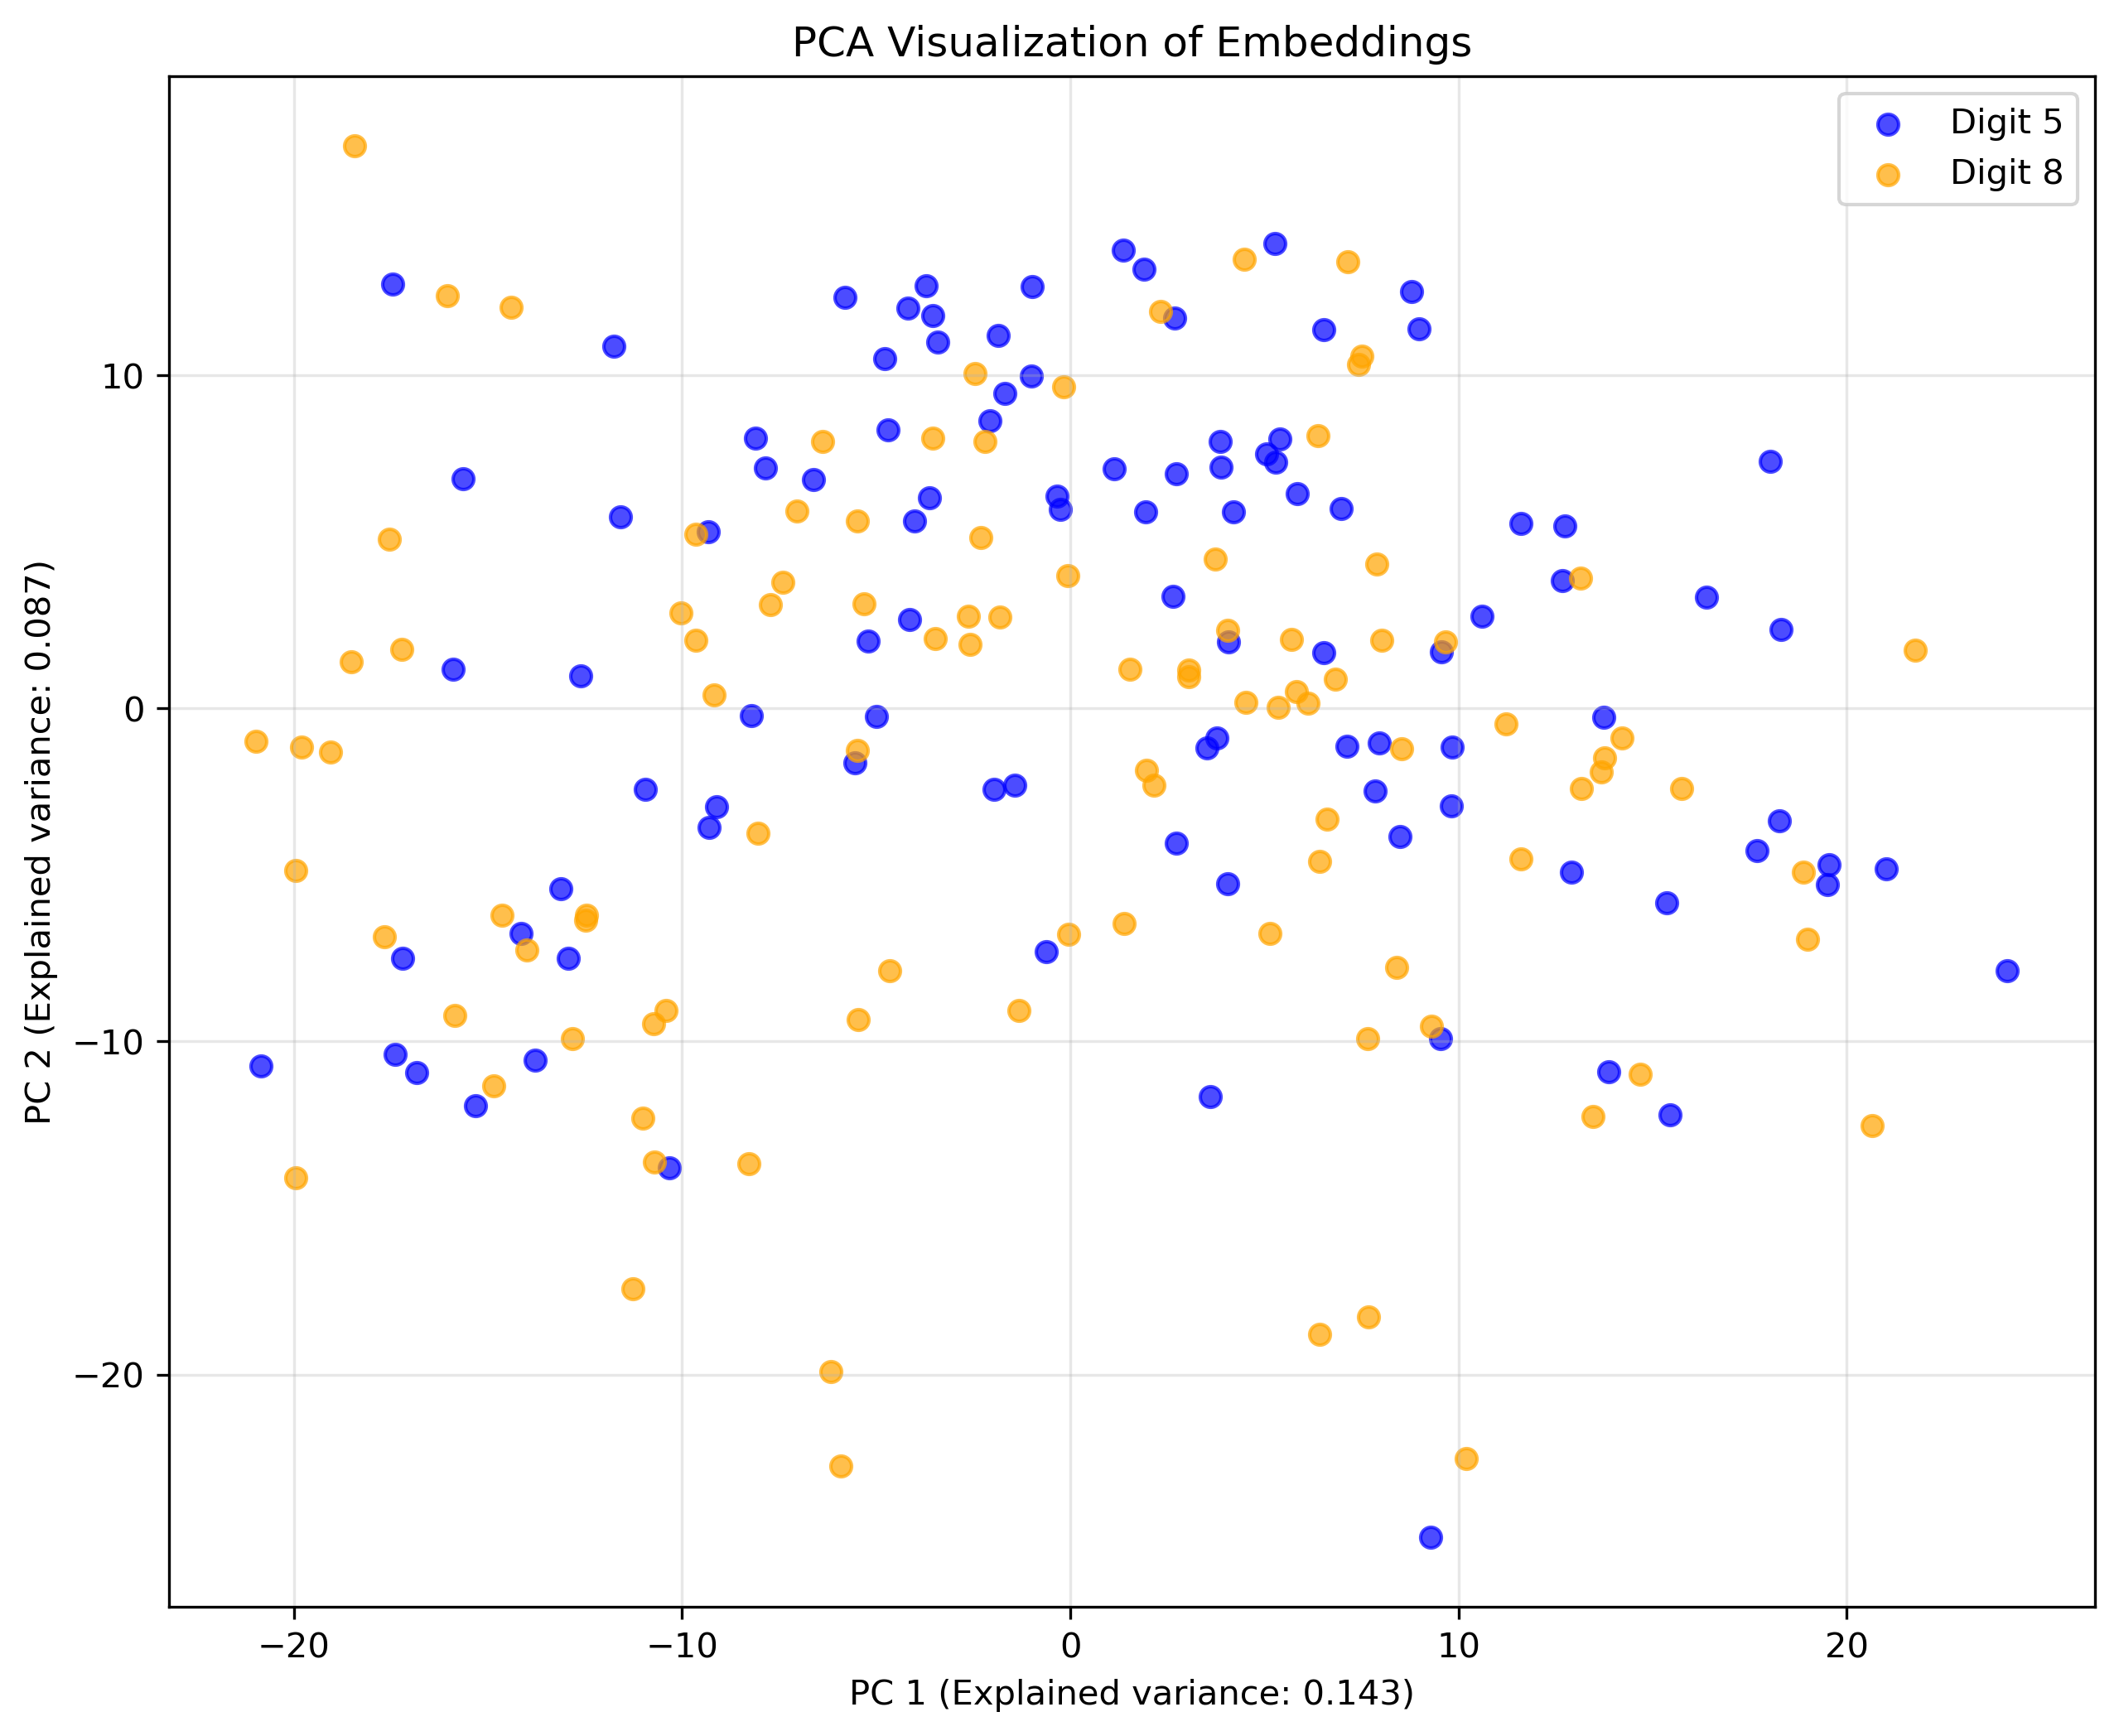 PCA Visualization of Embeddings
Digit 5
Digit 8
10
0
−10
−20
PC 2 (Explained variance: 0.087)
−20
−10
0
10
20
PC 1 (Explained variance: 0.143)